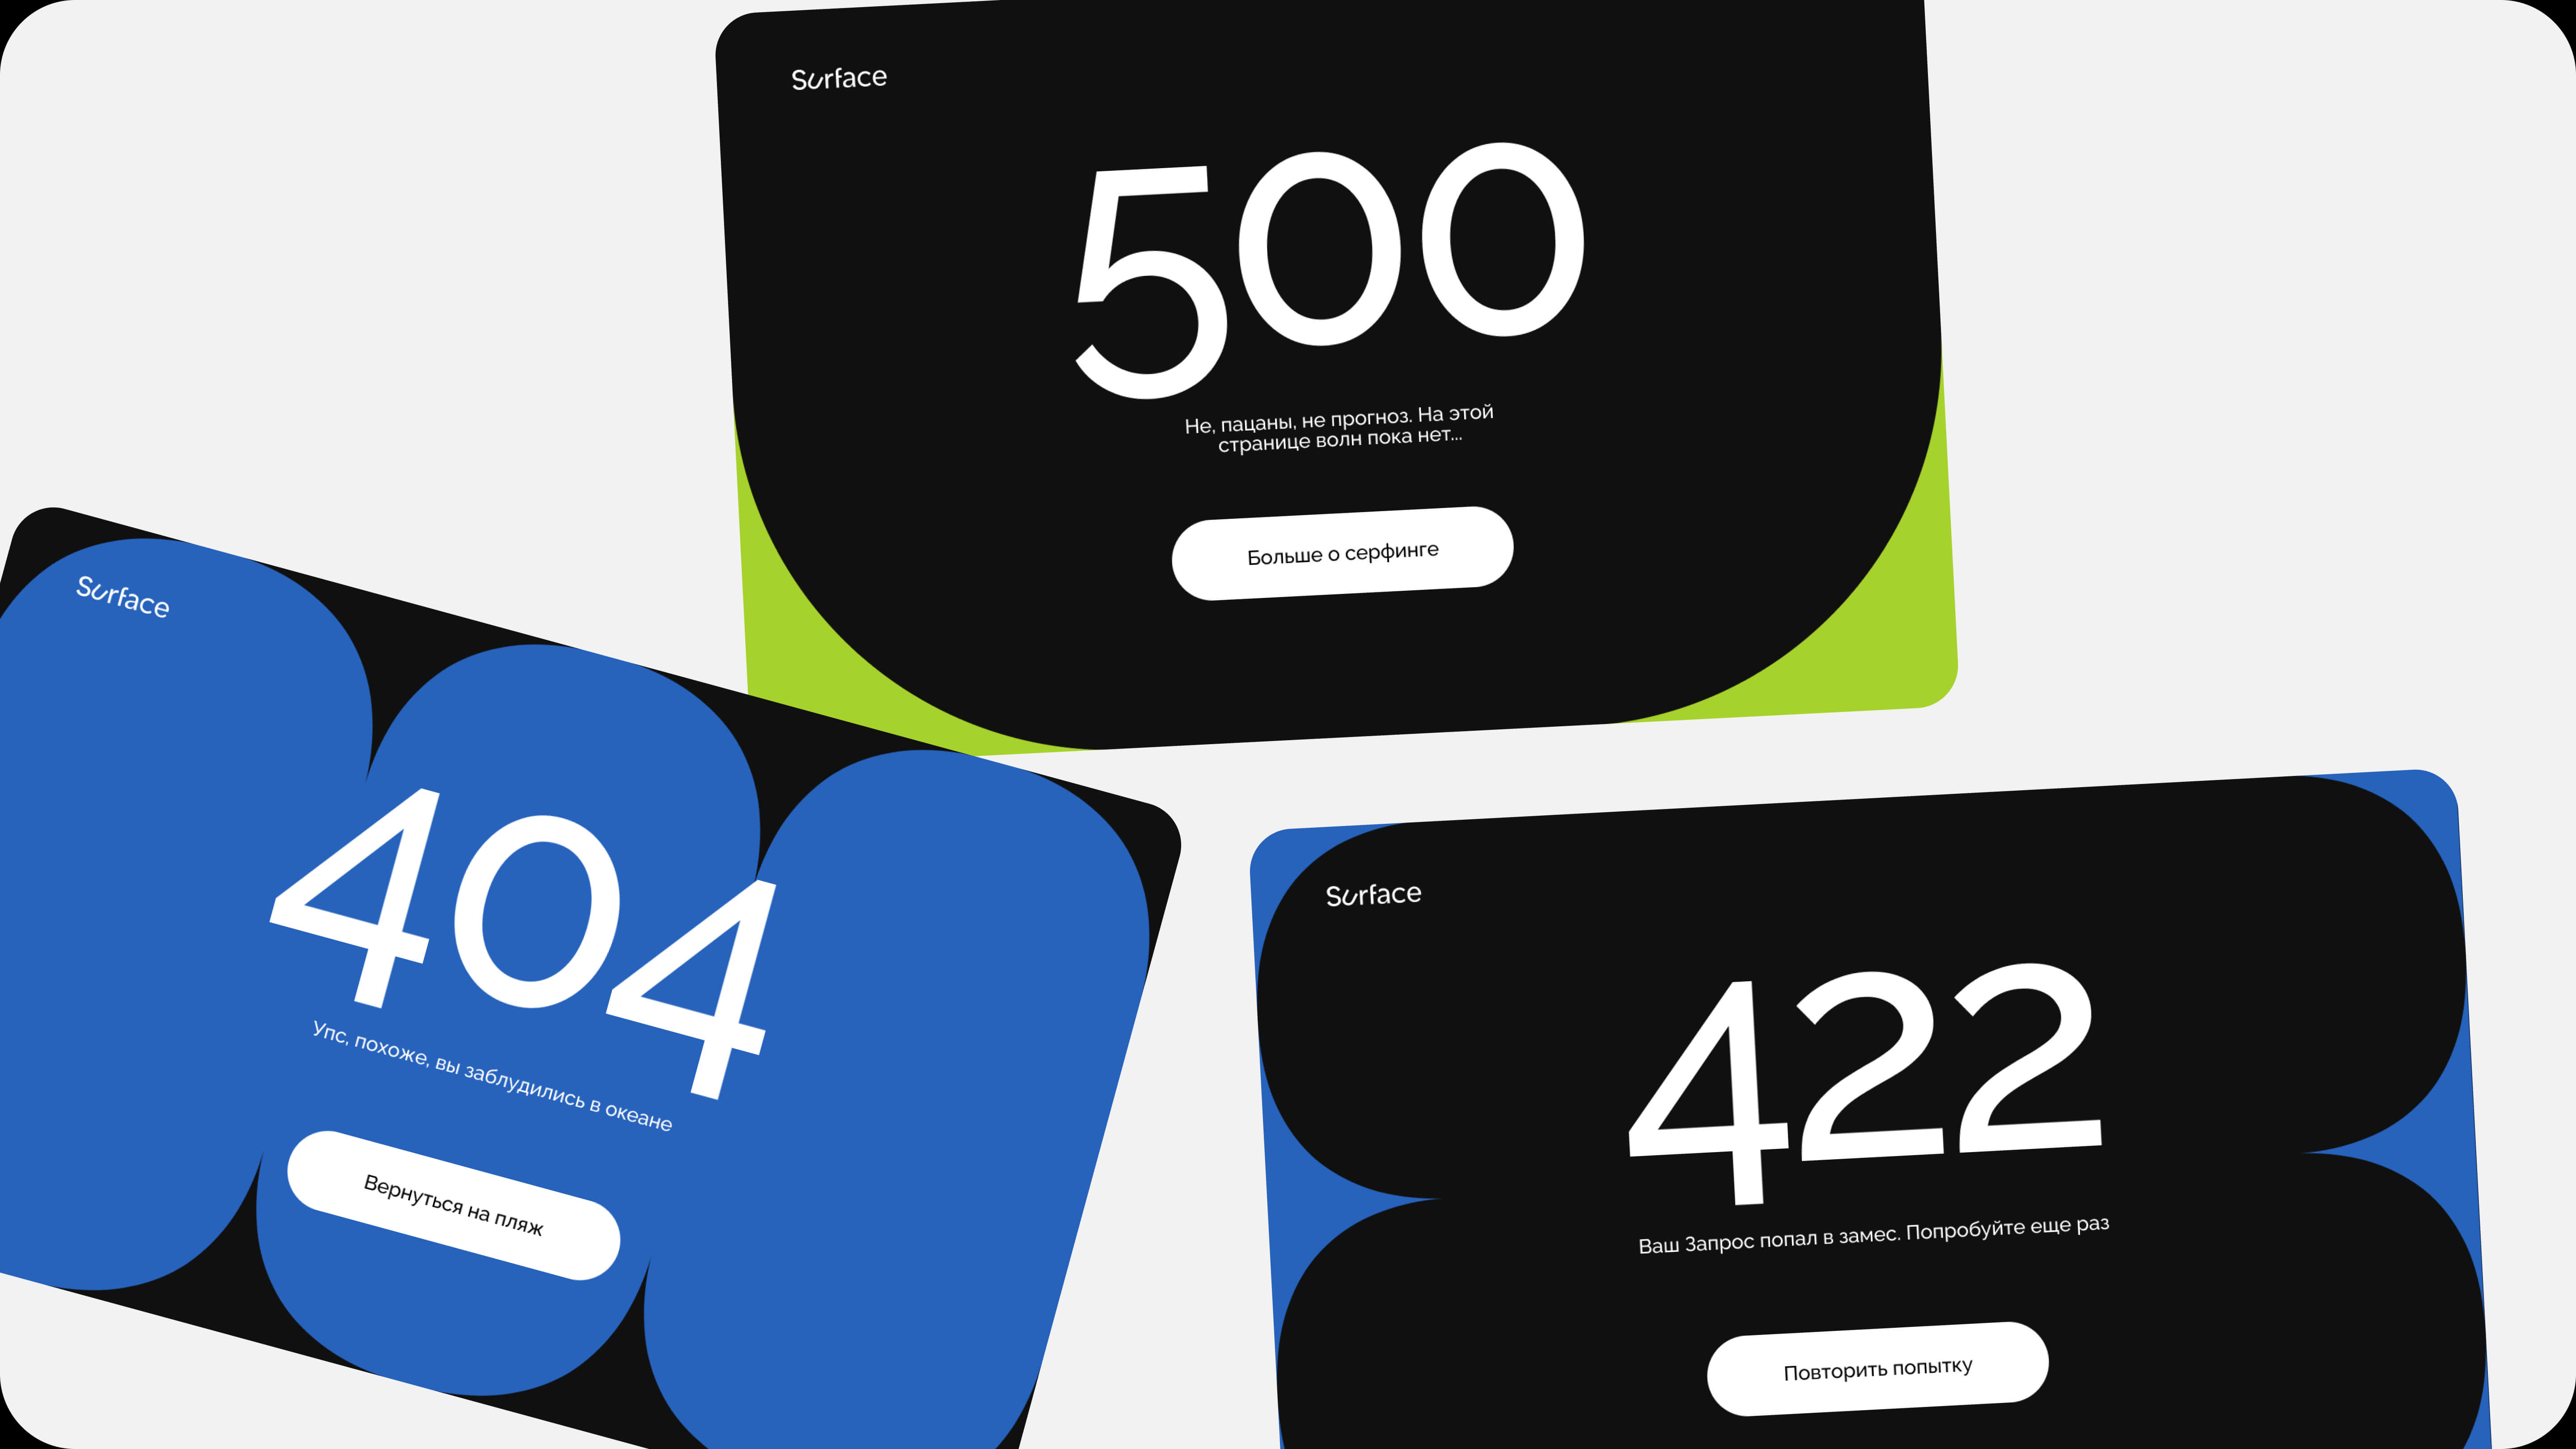 Surface
500
Не, пацаны, не прогноз. На этой
странице волн пока нет...
Больше о серфинге
Surface
404
Упс, похоже, вы заблудились в океане
Вернуться на пляж
Surface
422
Ваш Запрос попал в замес. Попробуйте еще раз
Повторить попытку